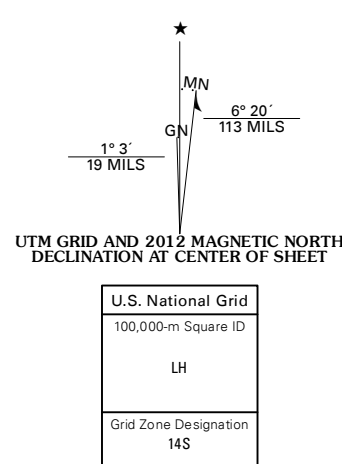 ★
MN
GN
6° 20´
113 MILS
1° 3´
19 MILS
UTM GRID AND 2012 MAGNETIC NORTH
DECLINATION AT CENTER OF SHEET
U.S. National Grid
100,000-m Square ID
LH
Grid Zone Designation
14S